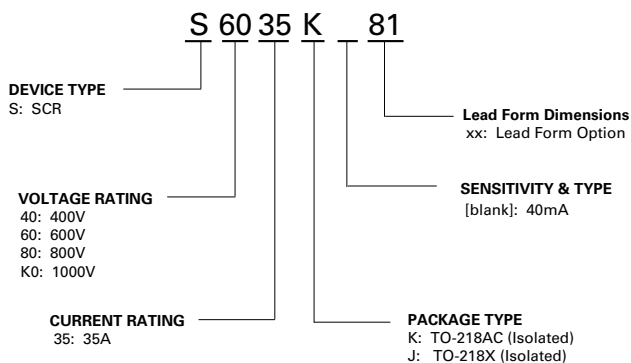 S 60 35 K _ 81
DEVICE TYPE
S: SCR
Lead Form Dimensions
xx: Lead Form Option
VOLTAGE RATING
40: 400V
60: 600V
80: 800V
K0: 1000V
SENSITIVITY & TYPE
[blank]: 40mA
CURRENT RATING
35: 35A
PACKAGE TYPE
K: TO-218AC (Isolated)
J: TO-218X (Isolated)